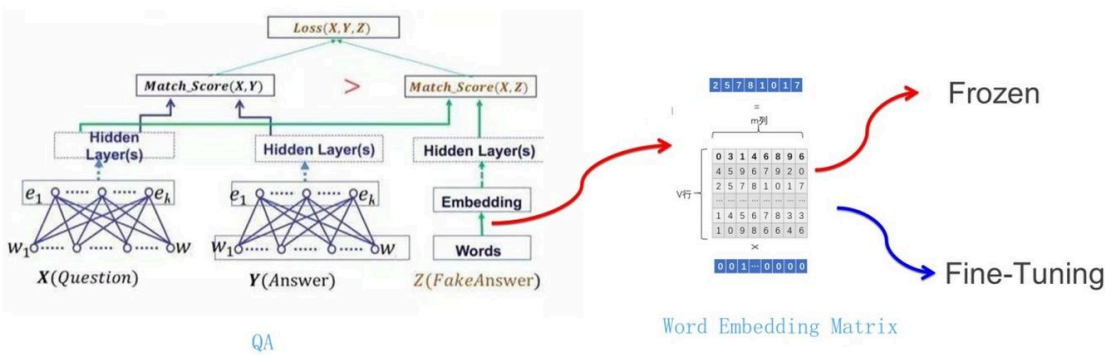 Loss(X,Y,Z)
Match_Score(X,Y)
>
Match_Score(X,Z)
Hidden Layer(s)
Hidden Layer(s)
Hidden Layer(s)
e1 ..... ..... ek
e1 ..... ..... ek
Embedding
w1 ..... ..... w
w1 ..... ..... w
Words
X(Question)
Y(Answer)
Z(FakeAnswer)
QA
2 5 7 8 1 0 1 7
=
m列
V行
0 3 1 4 6 8 9 6
4 5 9 6 7 9 2 0
2 5 7 8 1 0 1 7
...
1 4 5 6 7 8 3 3
1 0 9 8 6 6 4 6
×
0 0 1 ... 0 0 0 0
Word Embedding Matrix
Frozen
Fine-Tuning